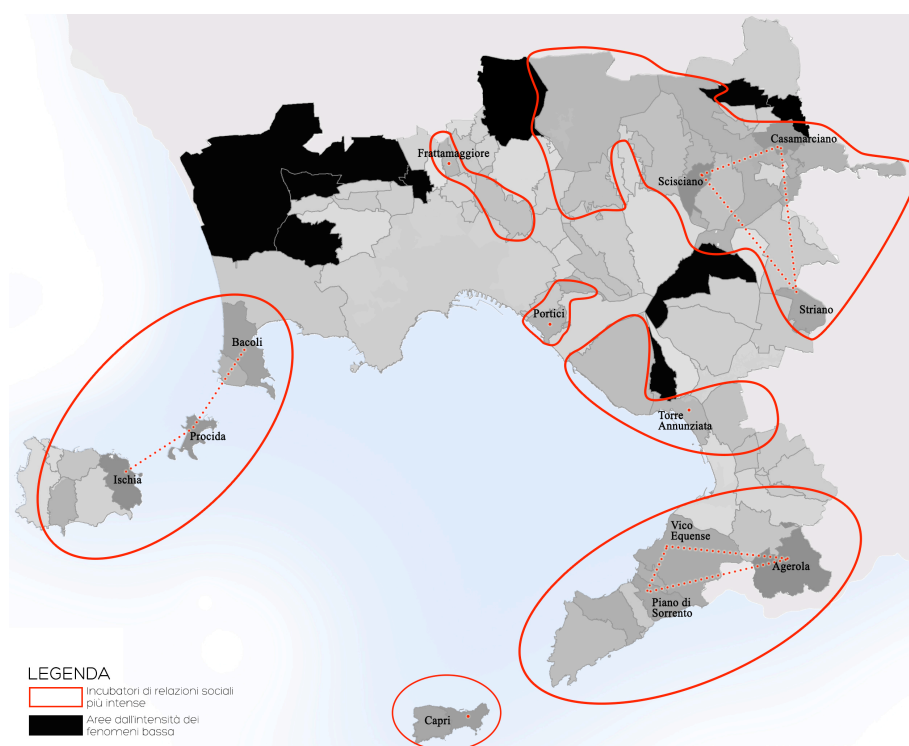 Frattamaggiore
Casamarciano
Scisciano
Striano
Portici
Bacoli
Procida
Ischia
Torre
Annunziata
Vico
Equense
Agerola
Piano di
Sorrento
Capri
LEGENDA
Incubatori di relazioni sociali
più intense
Aree dall'intensità dei
fenomeni bassa